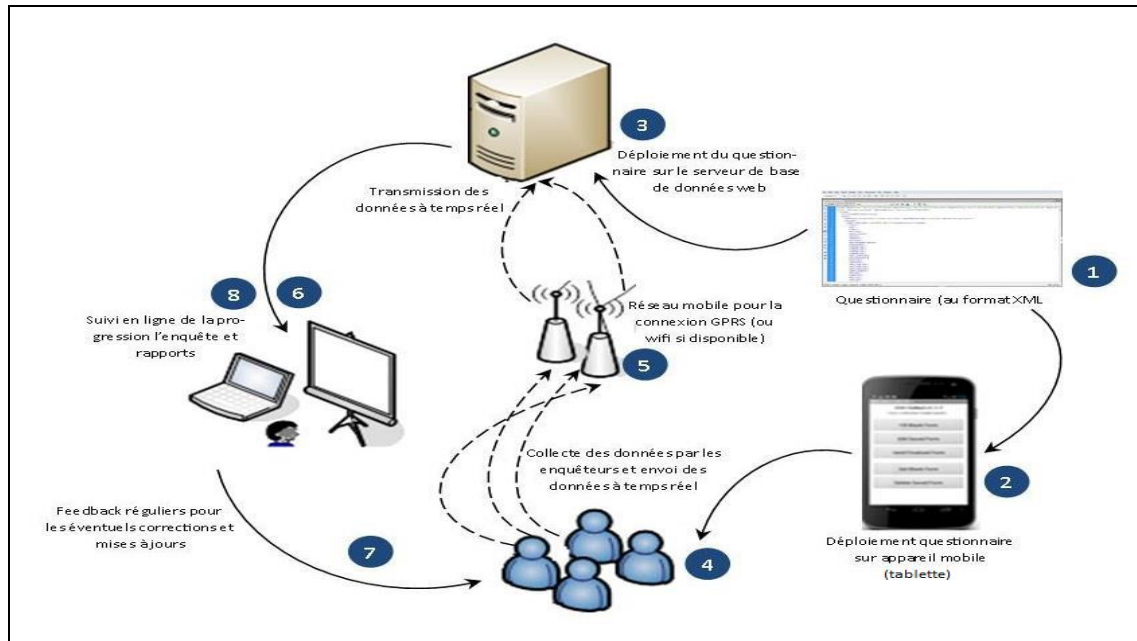 3
Déploiement du question-
naire sur le serveur de base
de données web
Transmission des
données à temps réel
1
Questionnaire (au format XML
8
6
Suivi en ligne de la pro-
gression l'enquête et
rapports
Réseau mobile pour la
connexion GPRS (ou
wifi si disponible)
5
2
Déploiement questionnaire
sur appareil mobile
(tablette)
Collecte des données par les
enquêteurs et envoi des
données à temps réel
4
Feedback réguliers pour
les éventuels corrections et
mises à jours
7